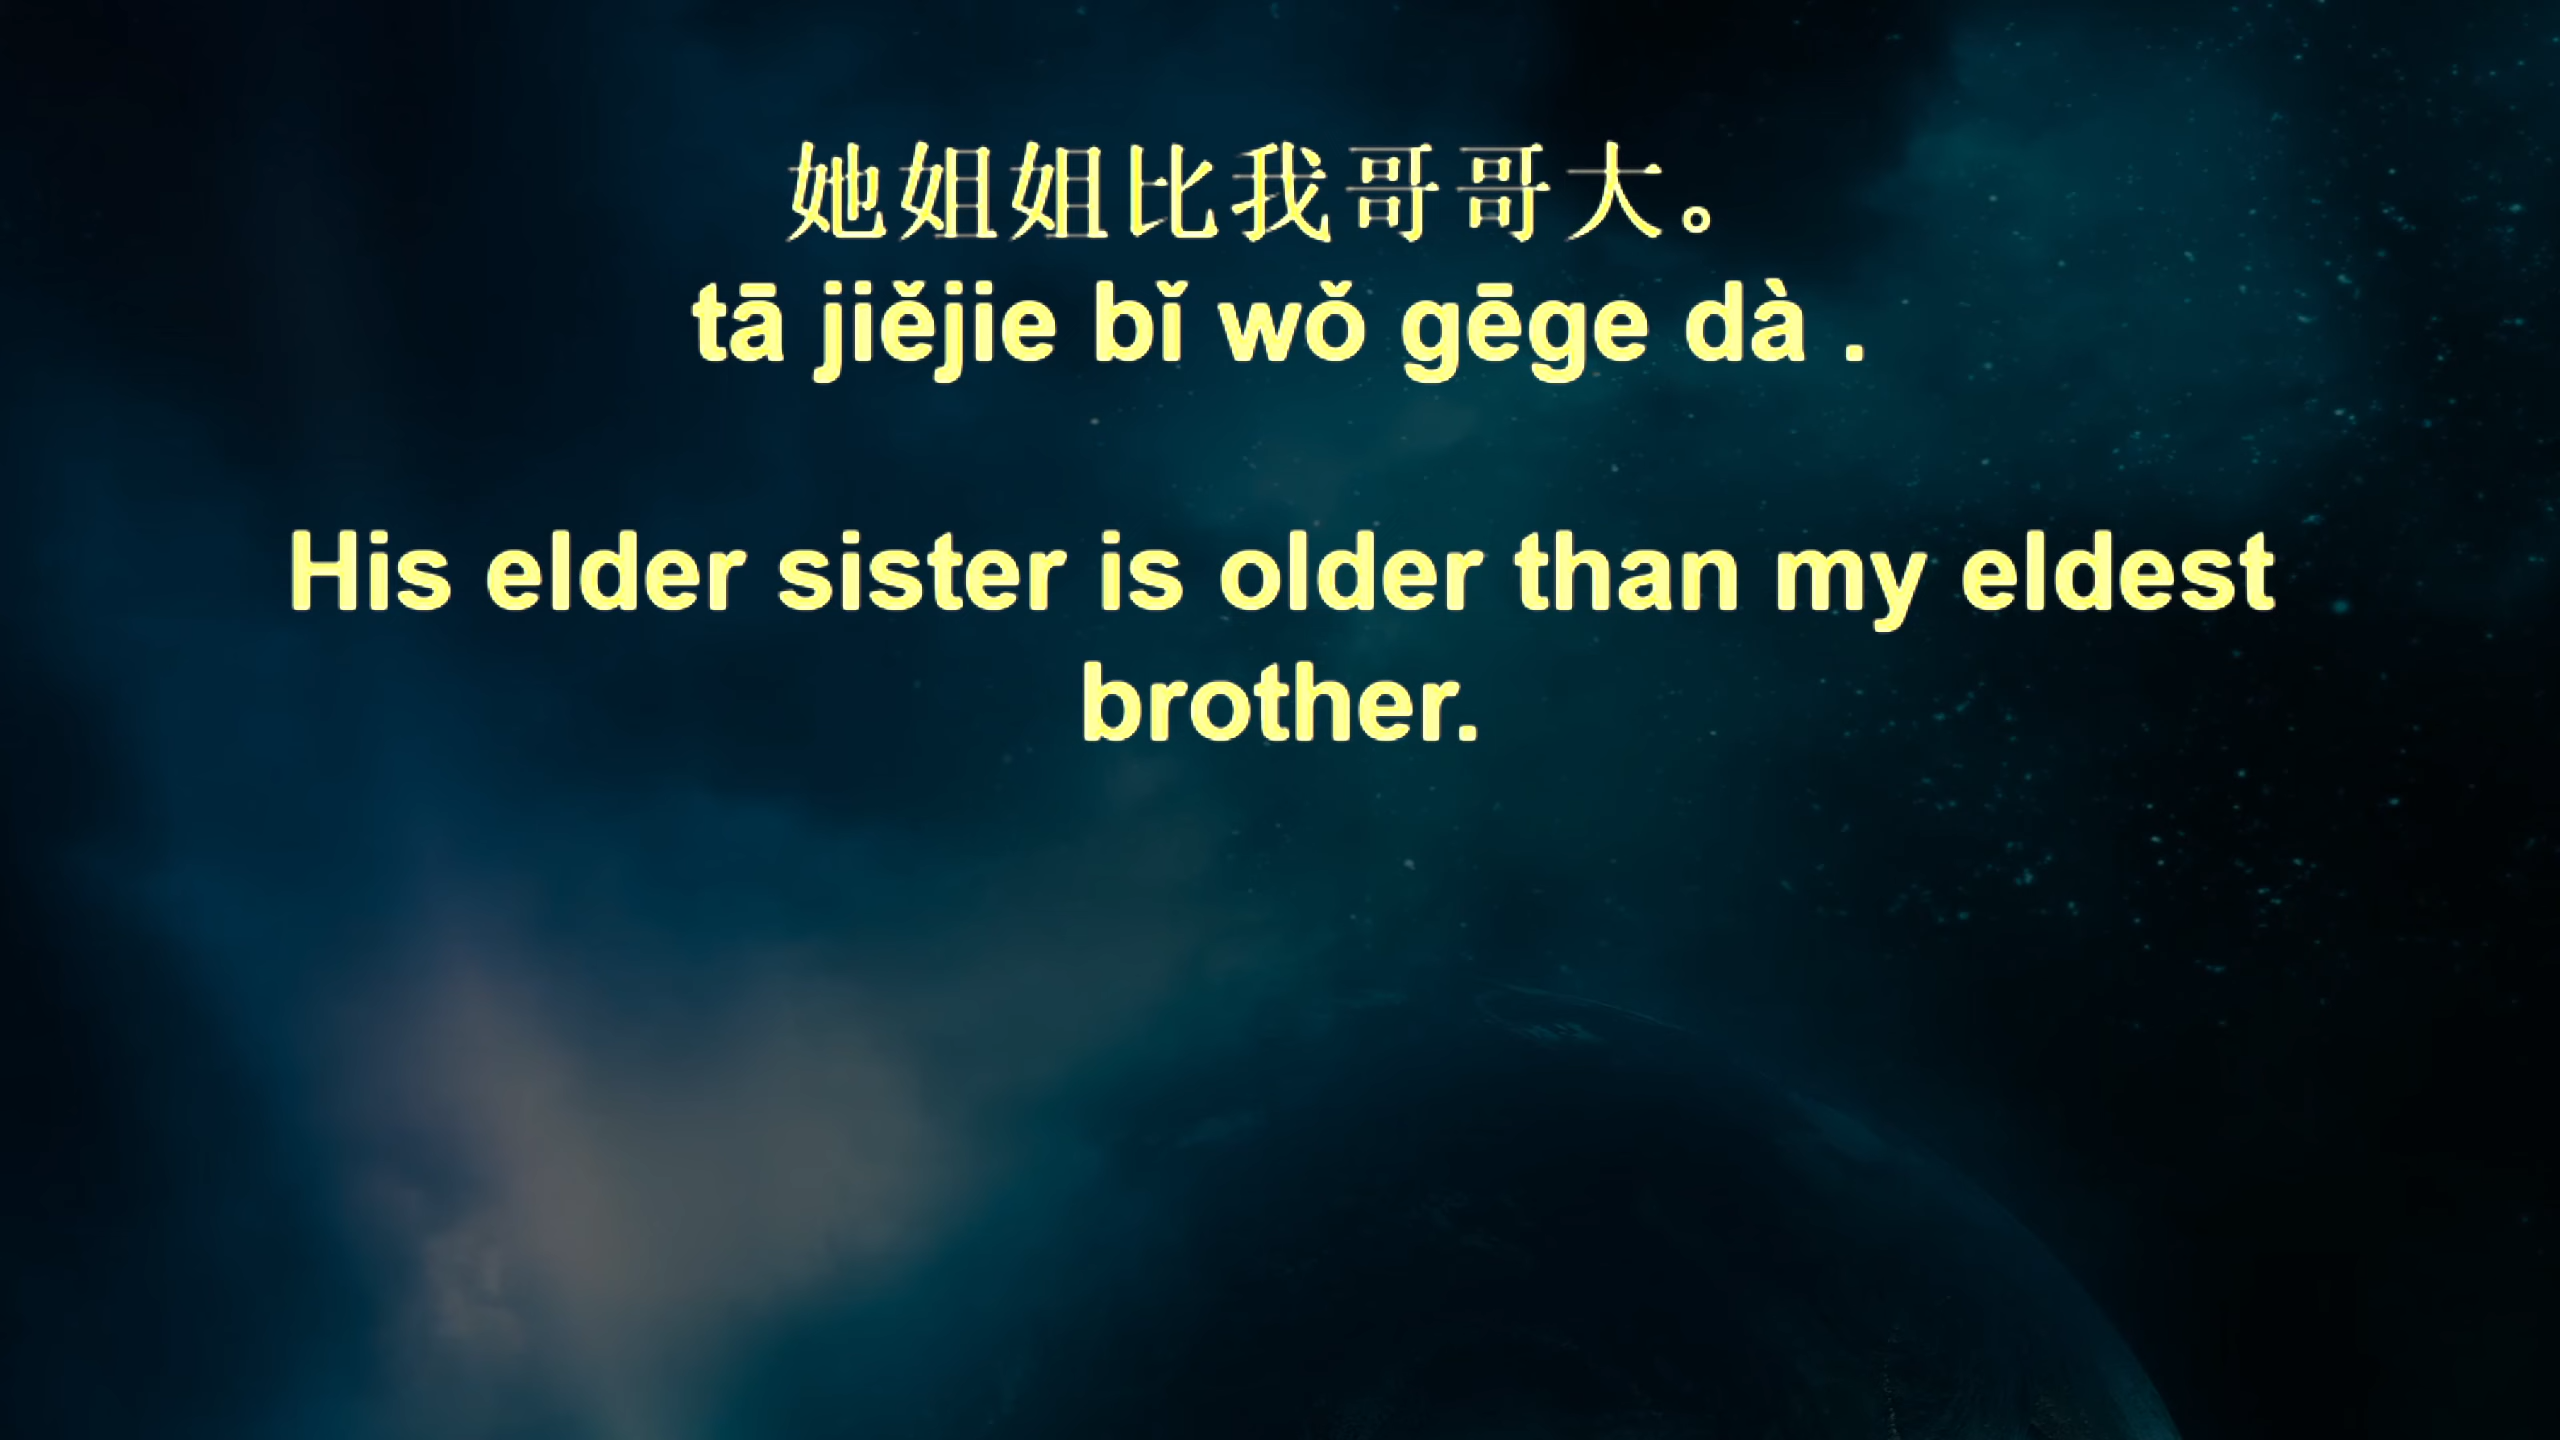 她姐姐比我哥哥大。
tā jiějie bǐ wǒ gēge dà .
His elder sister is older than my eldest
brother.